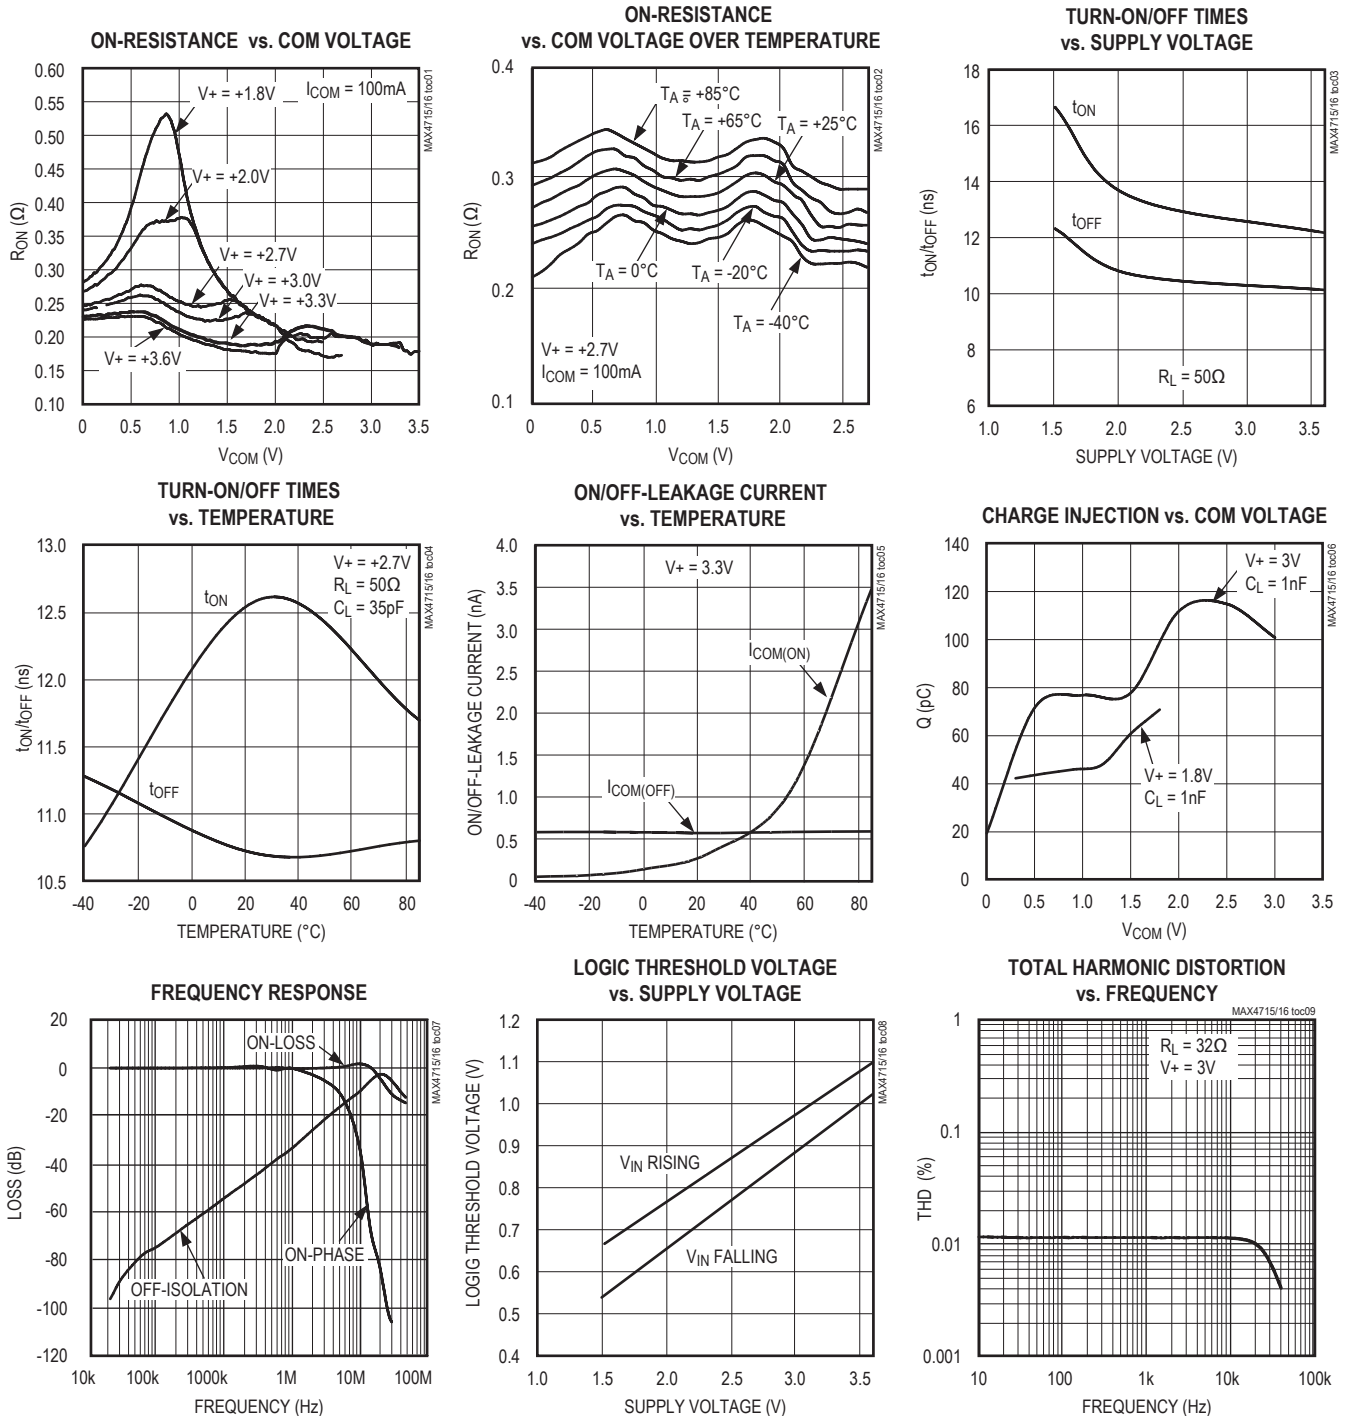 ON-RESISTANCE vs. COM VOLTAGE
0.60
0.55
0.50
0.45
0.40
0.35
0.30
0.25
0.20
0.15
0.10
RON (Ω)
V+ = +1.8V
ICOM = 100mA
V+ = +2.0V
V+ = +2.7V
V+ = +3.0V
V+ = +3.3V
V+ = +3.6V
MAX4715/16 toc01
0 0.5 1.0 1.5 2.0 2.5 3.0 3.5
VCOM (V)
ON-RESISTANCE
vs. COM VOLTAGE OVER TEMPERATURE
0.4
0.3
0.2
0.1
RON (Ω)
TA = +85°C
TA = +65°C
TA = +25°C
TA = 0°C
TA = -20°C
TA = -40°C
V+ = +2.7V
ICOM = 100mA
MAX4715/16 toc02
0 0.5 1.0 1.5 2.0 2.5
VCOM (V)
TURN-ON/OFF TIMES
vs. SUPPLY VOLTAGE
18
16
14
12
10
8
6
tON/tOFF (ns)
tON
tOFF
RL = 50Ω
MAX4715/16 toc03
1.0 1.5 2.0 2.5 3.0 3.5
SUPPLY VOLTAGE (V)
TURN-ON/OFF TIMES
vs. TEMPERATURE
13.0
12.5
12.0
11.5
11.0
10.5
tON/tOFF (ns)
V+ = +2.7V
RL = 50Ω
CL = 35pF
tON
tOFF
MAX4715/16 toc04
-40 -20 0 20 40 60 80
TEMPERATURE (°C)
ON/OFF-LEAKAGE CURRENT
vs. TEMPERATURE
4.0
3.5
3.0
2.5
2.0
1.5
1.0
0.5
0
ON/OFF-LEAKAGE CURRENT (nA)
V+ = 3.3V
ICOM(ON)
ICOM(OFF)
MAX4715/16 toc05
-40 -20 0 20 40 60 80
TEMPERATURE (°C)
CHARGE INJECTION vs. COM VOLTAGE
140
120
100
80
60
40
20
0
Q (pC)
V+ = 3V
CL = 1nF
V+ = 1.8V
CL = 1nF
MAX4715/16 toc06
0 0.5 1.0 1.5 2.0 2.5 3.0 3.5
VCOM (V)
FREQUENCY RESPONSE
20
0
-20
-40
-60
-80
-100
-120
LOSS (dB)
ON-LOSS
ON-PHASE
OFF-ISOLATION
MAX4715/16 toc07
10k 100k 1000k 1M 10M 100M
FREQUENCY (Hz)
LOGIC THRESHOLD VOLTAGE
vs. SUPPLY VOLTAGE
1.2
1.1
1.0
0.9
0.8
0.7
0.6
0.5
0.4
LOGIG THRESHOLD VOLTAGE (V)
VIN RISING
VIN FALLING
MAX4715/16 toc08
1.0 1.5 2.0 2.5 3.0 3.5
SUPPLY VOLTAGE (V)
TOTAL HARMONIC DISTORTION
vs. FREQUENCY
MAX4715/16 toc09
1
0.1
0.01
0.001
THD (%)
RL = 32Ω
V+ = 3V
10 100 1k 10k 100k
FREQUENCY (Hz)